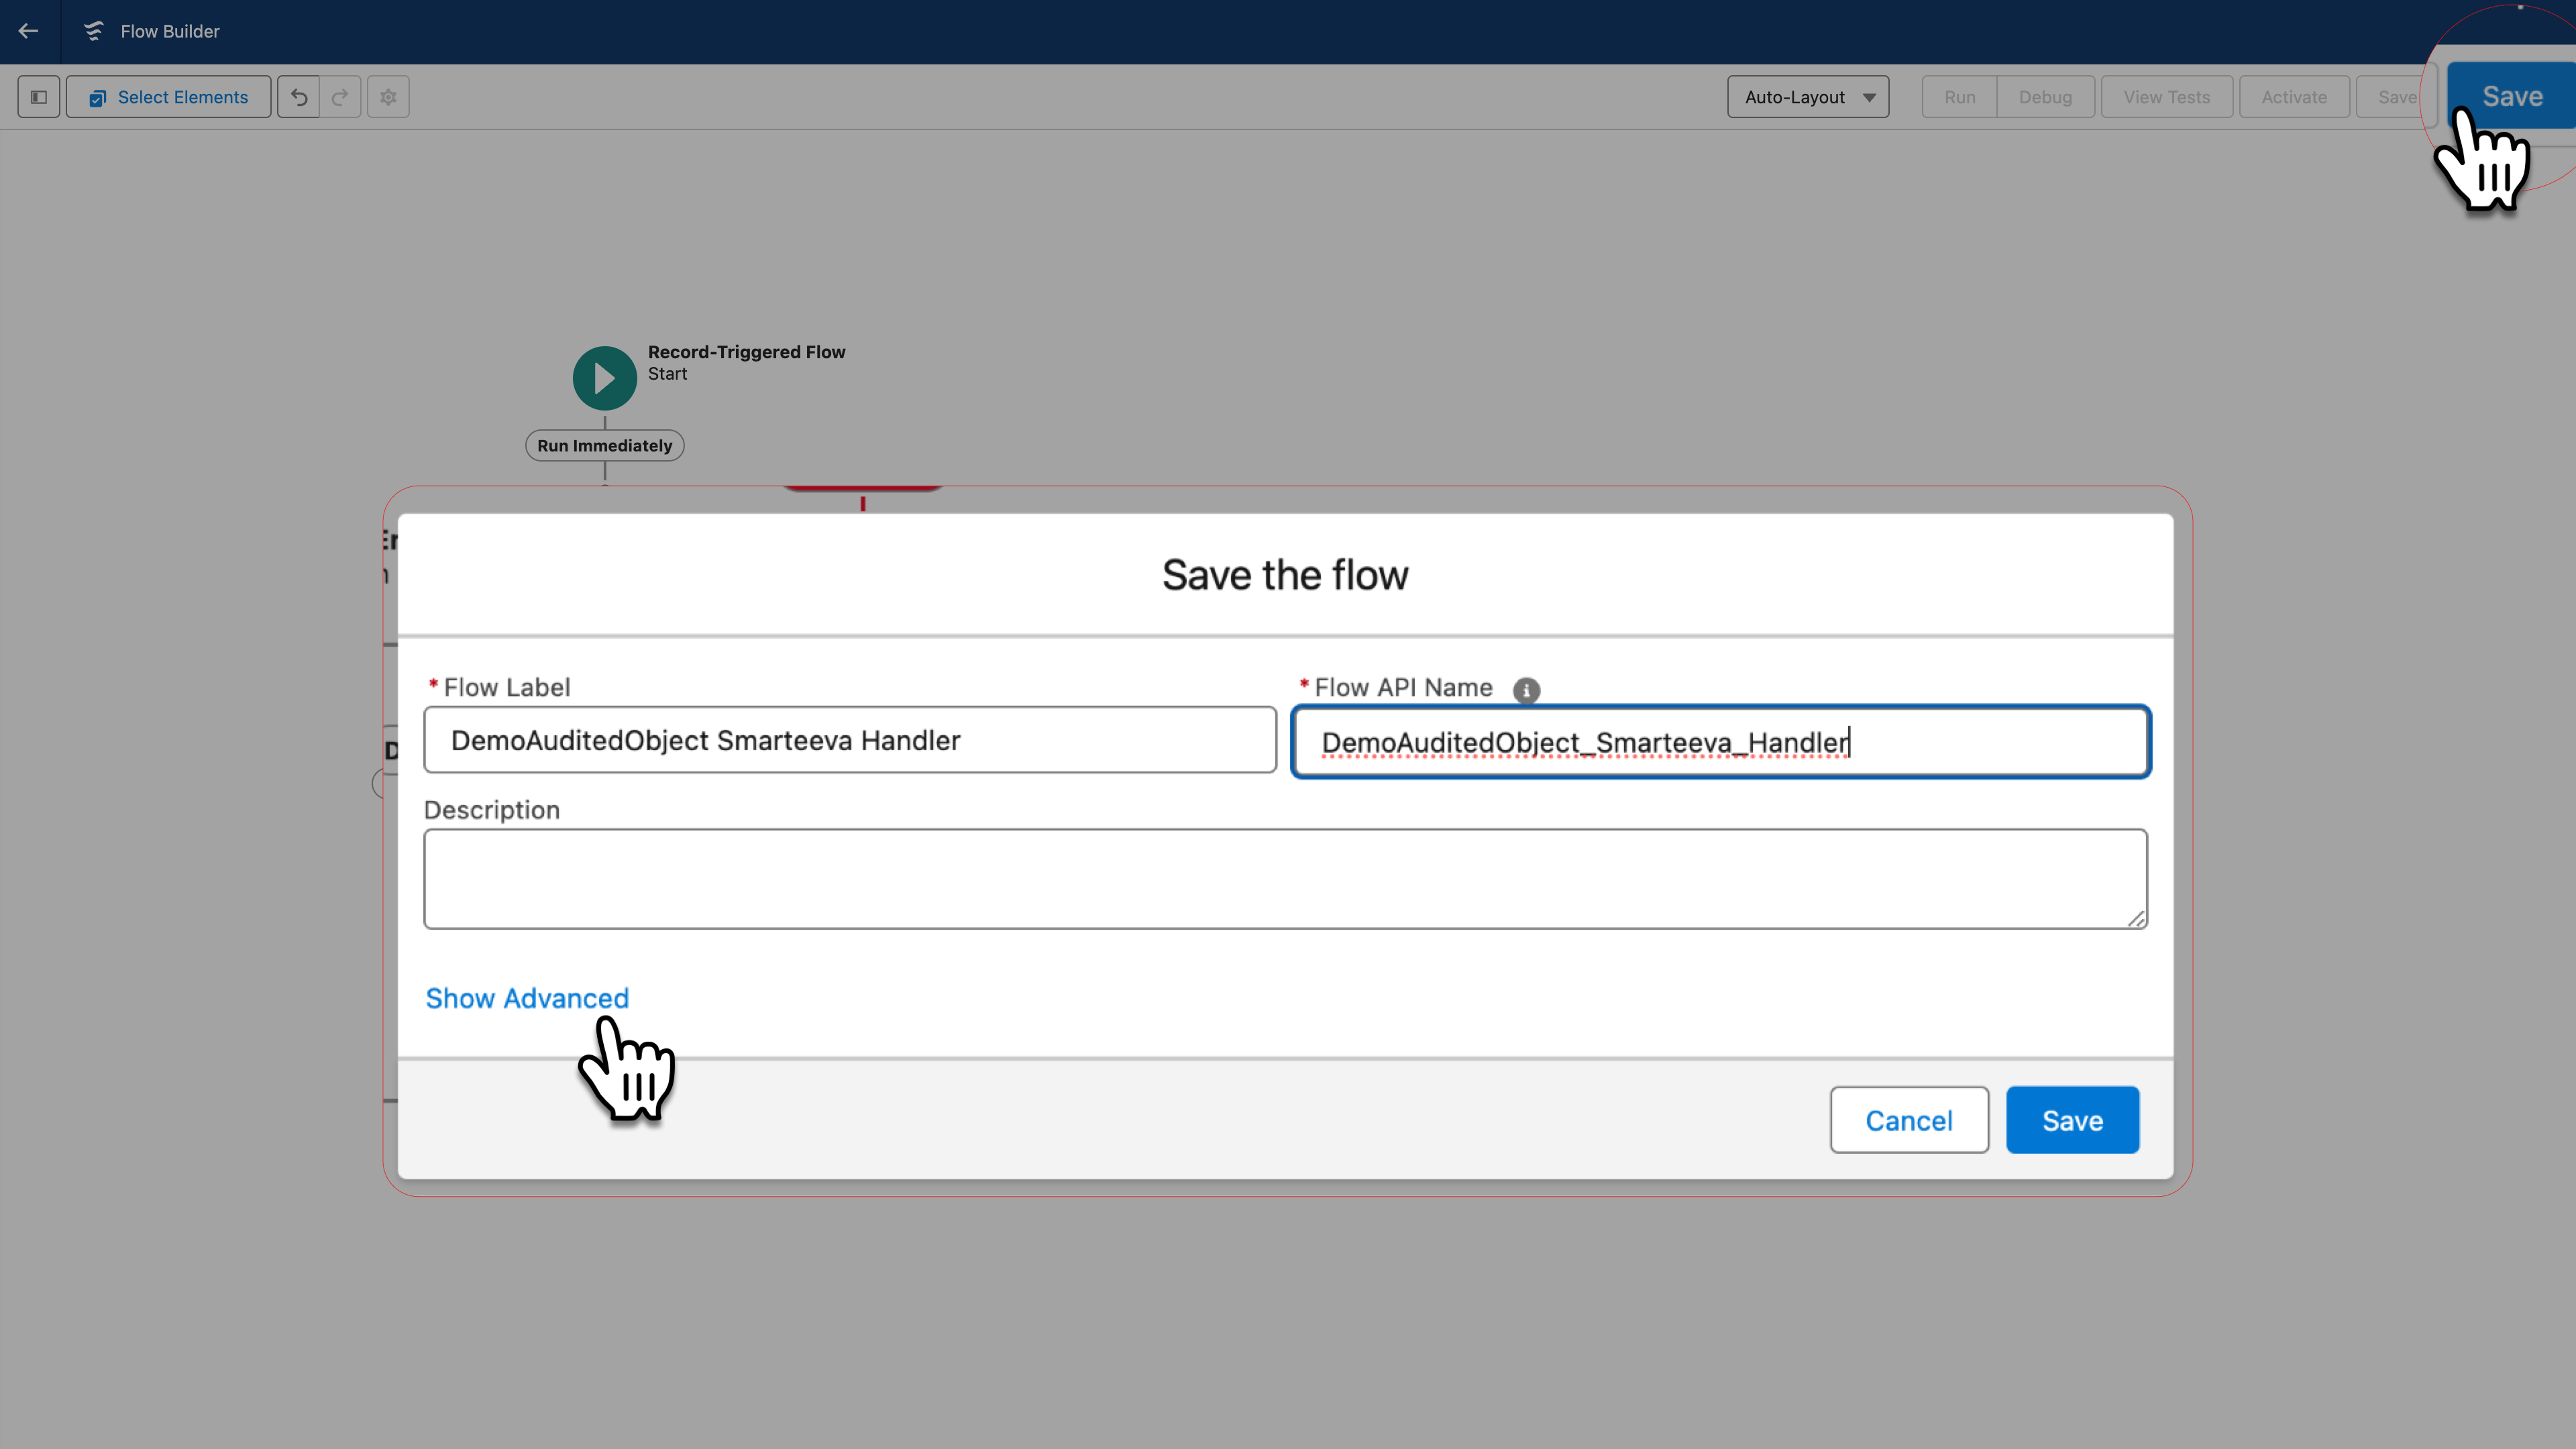 Flow Builder
Select Elements
Auto-Layout
Run
Debug
View Tests
Activate
Save
Save
Record-Triggered Flow
Start
Run Immediately
Save the flow
* Flow Label
* Flow API Name
DemoAuditedObject Smarteeva Handler
DemoAuditedObject_Smarteeva_Handler
Description
Show Advanced
Cancel
Save